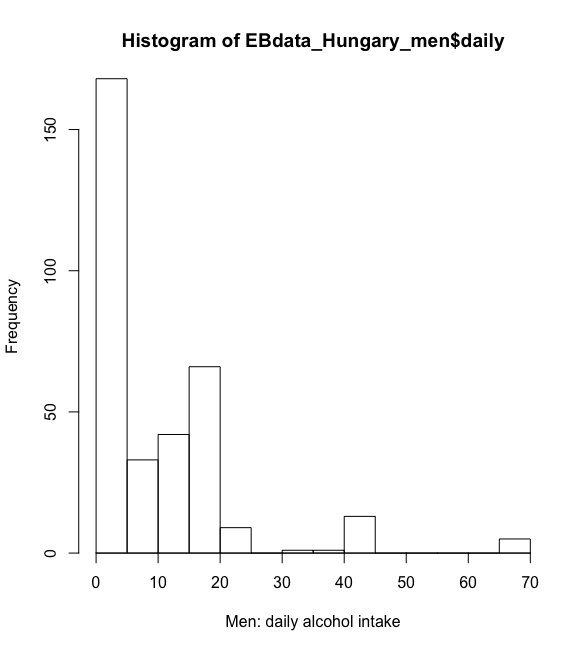 Histogram of EBdata_Hungary_men$daily
Frequency
150
100
50
0
0 10 20 30 40 50 60 70
Men: daily alcohol intake